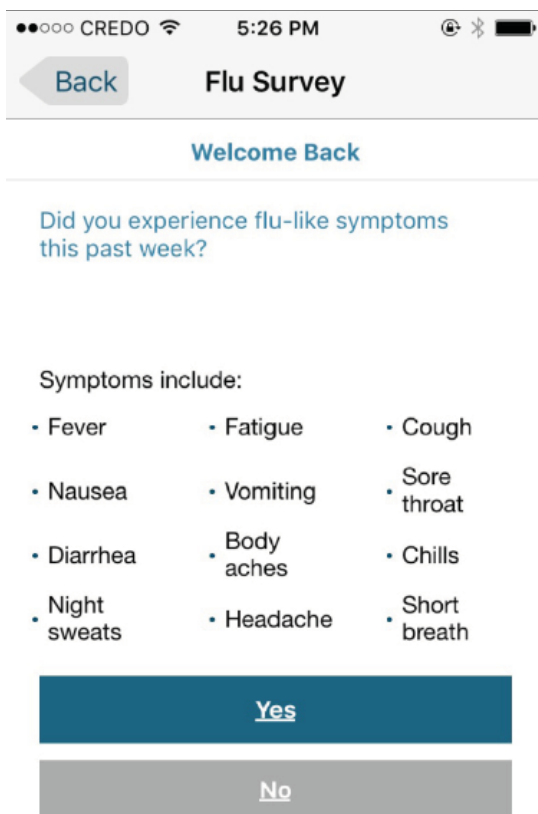 CREDO 5:26 PM
Back Flu Survey
Welcome Back
Did you experience flu-like symptoms
this past week?
Symptoms include:
• Fever • Fatigue • Cough
• Nausea • Vomiting • Sore throat
• Diarrhea • Body aches • Chills
• Night sweats • Headache • Short breath
Yes
No